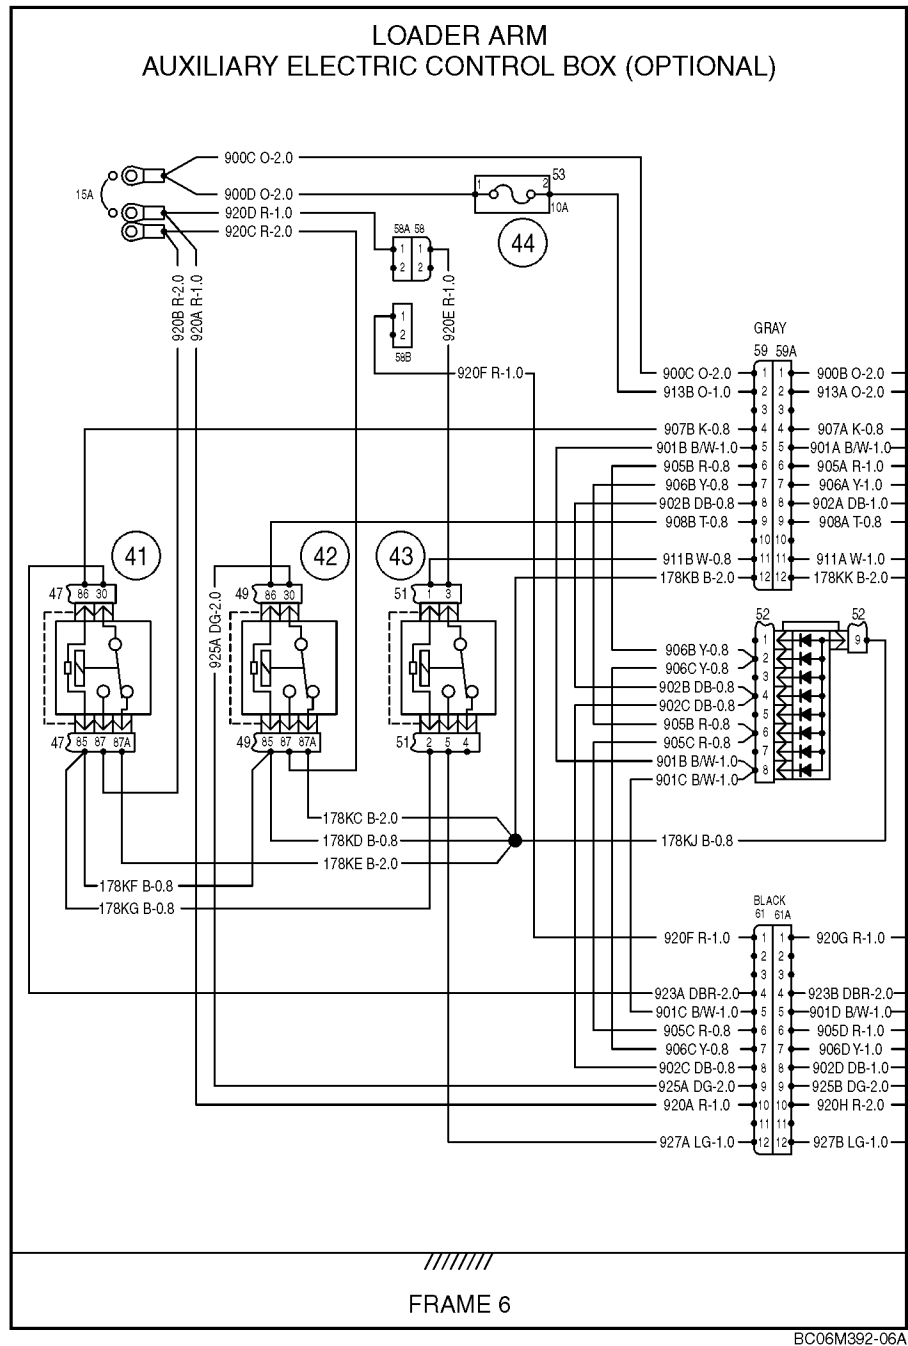 LOADER ARM
AUXILIARY ELECTRIC CONTROL BOX (OPTIONAL)
900C O-2.0
15A
900D O-2.0
920D R-1.0
920C R-2.0
1 2 53
10A
44
58A 58
1 1
2 2
920B R-2.0
920A R-1.0
920E R-1.0
1
2
58B
920F R-1.0
GRAY
59 59A
900C O-2.0 1 1 900B O-2.0
913B O-1.0 2 2 913A O-2.0
3 3
907B K-0.8 4 4 907A K-0.8
901B B/W-1.0 5 5 901A B/W-1.0
905B R-0.8 6 6 905A R-1.0
906B Y-0.8 7 7 906A Y-1.0
902B DB-0.8 8 8 902A DB-1.0
908B T-0.8 9 9 908A T-0.8
10 10
911B W-0.8 11 11 911A W-1.0
178KB B-2.0 12 12 178KK B-2.0
41 42 43
47 86 30
49 86 30
51 1 3
925A DG-2.0
47 85 87 87A
49 85 87 87A
51 2 5 4
52 52
1 9
906B Y-0.8
2
906C Y-0.8
3
902B DB-0.8
4
902C DB-0.8
5
905B R-0.8
6
905C R-0.8
7
901B B/W-1.0
8
901C B/W-1.0
178KC B-2.0
178KD B-0.8
178KJ B-0.8
178KE B-2.0
178KF B-0.8
178KG B-0.8
BLACK
61 61A
920F R-1.0 1 1 920G R-1.0
2 2
3 3
923A DBR-2.0 4 4 923B DBR-2.0
901C B/W-1.0 5 5 901D B/W-1.0
905C R-0.8 6 6 905D R-1.0
906C Y-0.8 7 7 906D Y-1.0
902C DB-0.8 8 8 902D DB-1.0
925A DG-2.0 9 9 925B DG-2.0
920A R-1.0 10 10 920H R-2.0
11 11
927A LG-1.0 12 12 927B LG-1.0
FRAME 6
BC06M392-06A